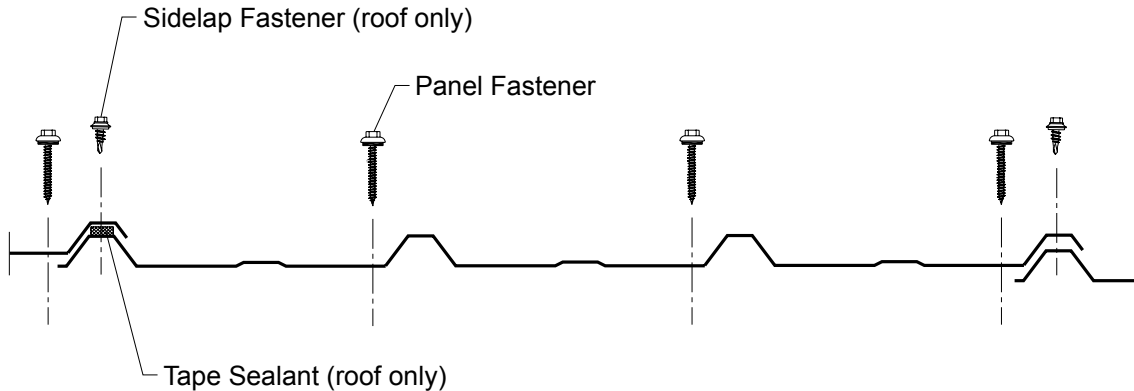 Sidelap Fastener (roof only)
Panel Fastener
Tape Sealant (roof only)